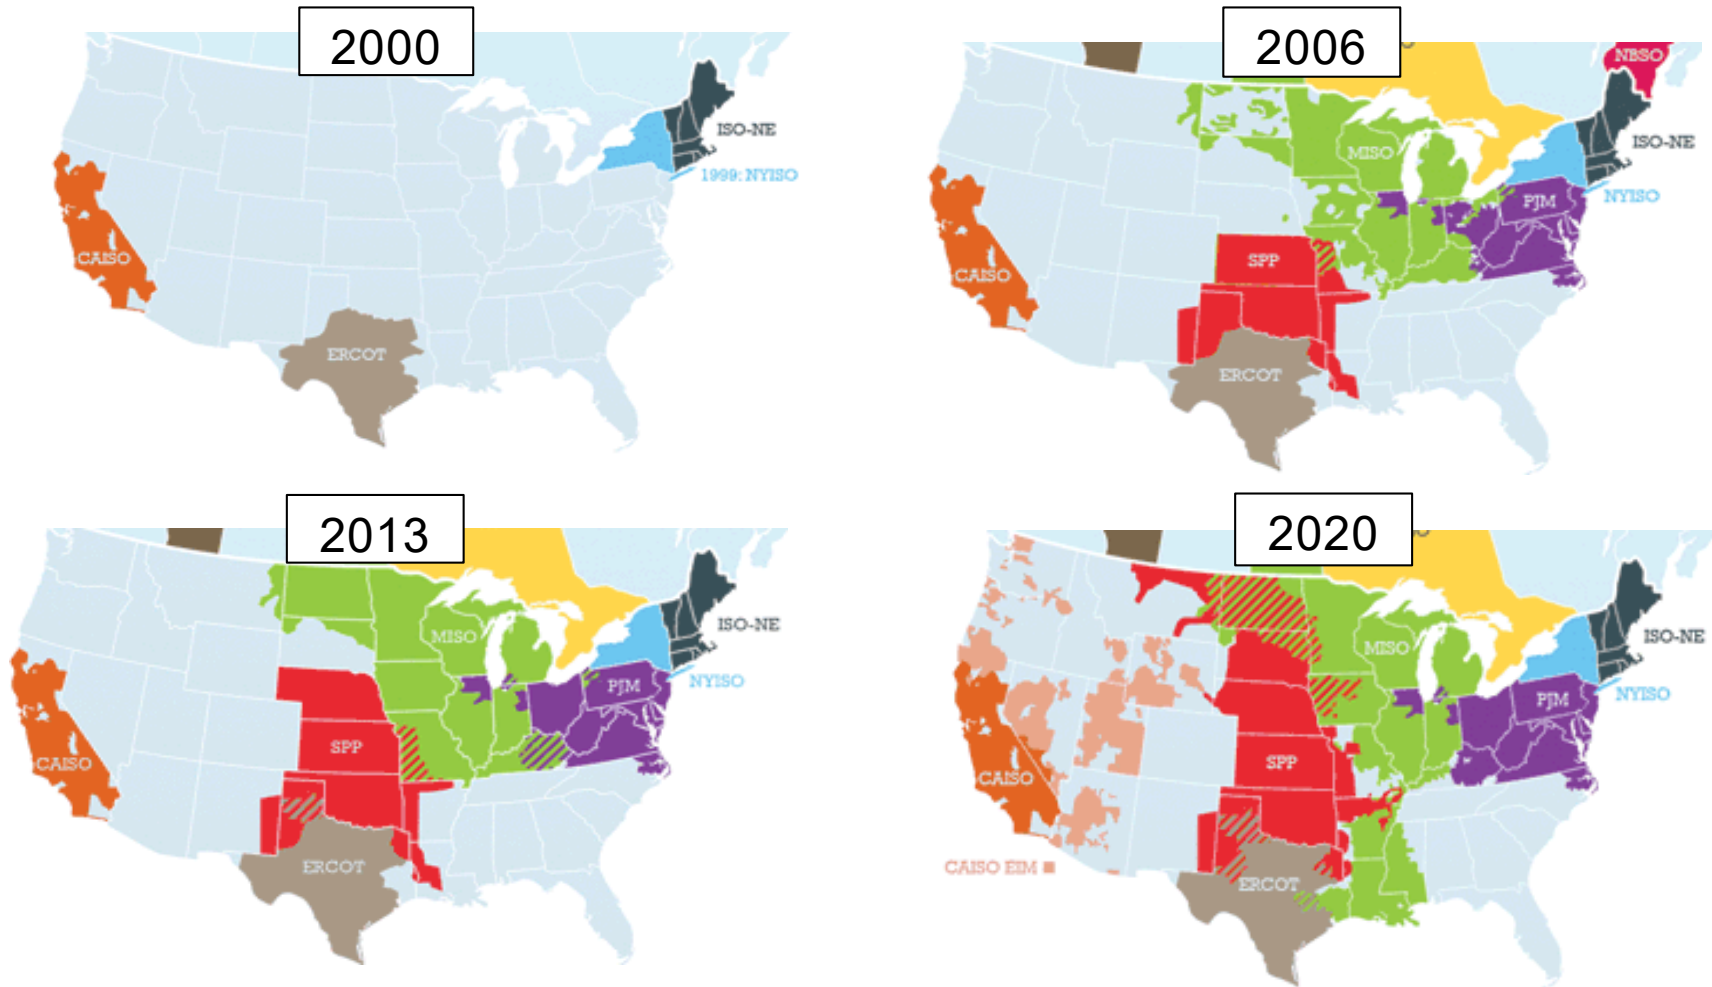 2000
ISO-NE
1999: NYISO
CAISO
ERCOT
2006
NBSO
ISO-NE
MISO
NYISO
PJM
SPP
CAISO
ERCOT
2013
ISO-NE
MISO
NYISO
PJM
SPP
CAISO
ERCOT
2020
ISO-NE
MISO
NYISO
PJM
SPP
CAISO
CAISO EIM
ERCOT